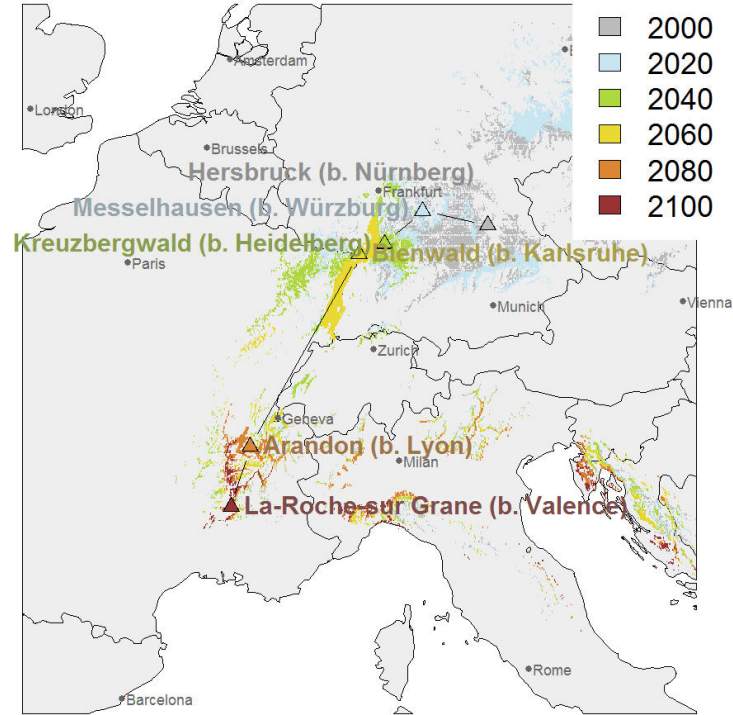 2000
2020
2040
2060
2080
2100
Amsterdam
London
Brussels
Hersbruck (b. Nürnberg)
Frankfurt
Messelhausen (b. Würzburg)
Kreuzbergwald (b. Heidelberg)
Bienwald (b. Karlsruhe)
Paris
Munich
Vienna
Zurich
Geneva
Arandon (b. Lyon)
Milan
La-Roche-sur Grane (b. Valence)
Rome
Barcelona